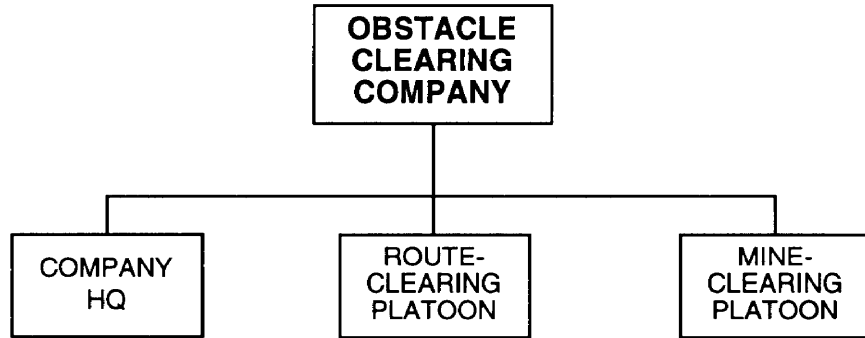 OBSTACLE
CLEARING
COMPANY
COMPANY
HQ
ROUTE-
CLEARING
PLATOON
MINE-
CLEARING
PLATOON